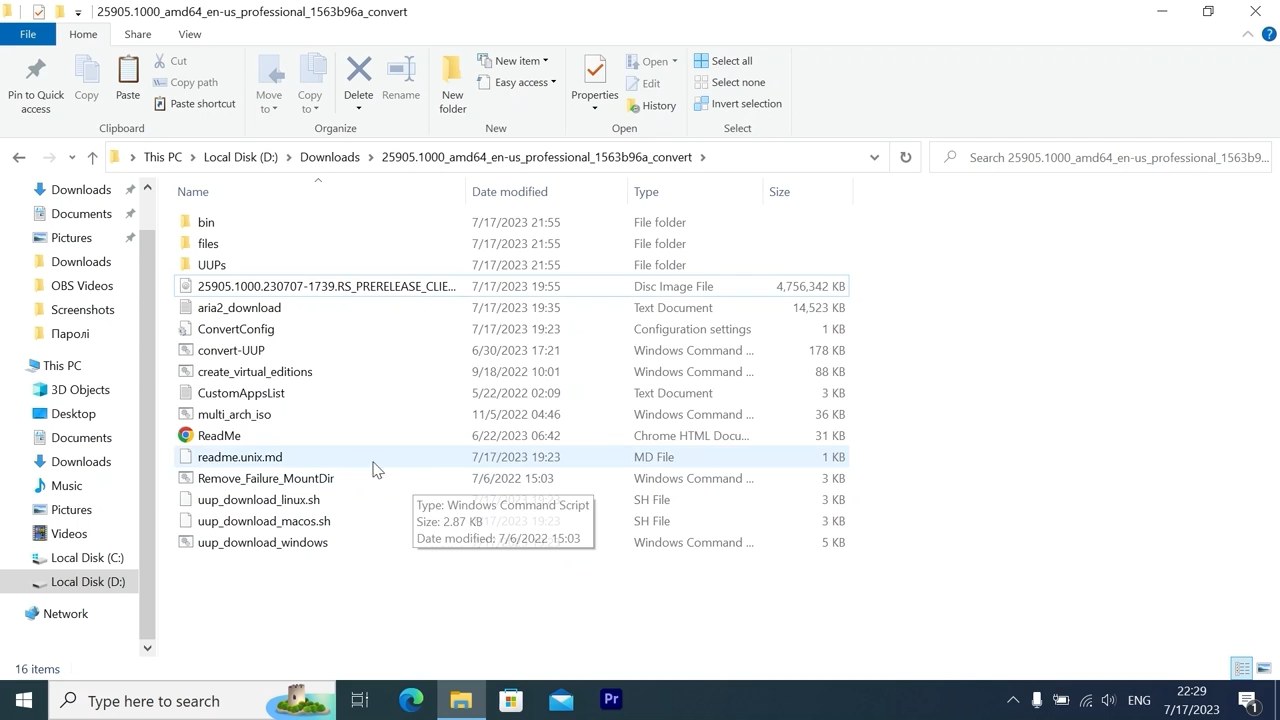 25905.1000_amd64_en-us_professional_1563b96a_convert
File Home Share View
Pin to Quick access
Copy
Paste
Cut
Copy path
Paste shortcut
Clipboard
Move to
Copy to
Delete
Rename
Organize
New folder
New item
Easy access
New
Properties
Open
Edit
History
Open
Select all
Select none
Invert selection
Select
This PC Local Disk (D:) Downloads 25905.1000_amd64_en-us_professional_1563b96a_convert
Search 25905.1000_amd64_en-us_professional_1563b9...
Downloads
Documents
Pictures
Downloads
OBS Videos
Screenshots
Паролі
This PC
3D Objects
Desktop
Documents
Downloads
Music
Pictures
Videos
Local Disk (C:)
Local Disk (D:)
Network
Name Date modified Type Size
bin 7/17/2023 21:55 File folder
files 7/17/2023 21:55 File folder
UUPs 7/17/2023 21:55 File folder
25905.1000.230707-1739.RS_PRERELEASE_CLIE... 7/17/2023 19:55 Disc Image File 4,756,342 KB
aria2_download 7/17/2023 19:35 Text Document 14,523 KB
ConvertConfig 7/17/2023 19:23 Configuration settings 1 KB
convert-UUP 6/30/2023 17:21 Windows Command ... 178 KB
create_virtual_editions 9/18/2022 10:01 Windows Command ... 88 KB
CustomAppsList 5/22/2022 02:09 Text Document 3 KB
multi_arch_iso 11/5/2022 04:46 Windows Command ... 36 KB
ReadMe 6/22/2023 06:42 Chrome HTML Docu... 31 KB
readme.unix.md 7/17/2023 19:23 MD File 1 KB
Remove_Failure_MountDir 7/6/2022 15:03 Windows Command ... 3 KB
uup_download_linux.sh SH File 3 KB
uup_download_macos.sh 7/17/2023 19:23 SH File 3 KB
uup_download_windows Windows Command ... 5 KB
Type: Windows Command Script
Size: 2.87 KB
Date modified: 7/6/2022 15:03
16 items
Type here to search
Pr
ENG
22:29
7/17/2023
1